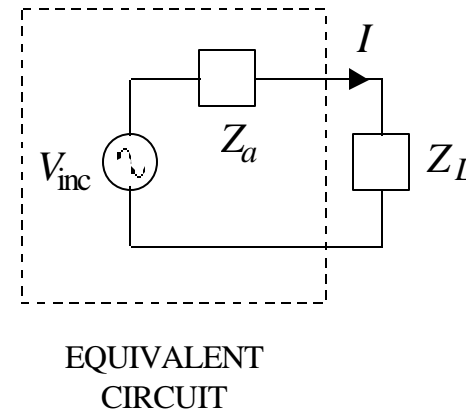 I
Z_a
V_inc
Z_L
EQUIVALENT
CIRCUIT